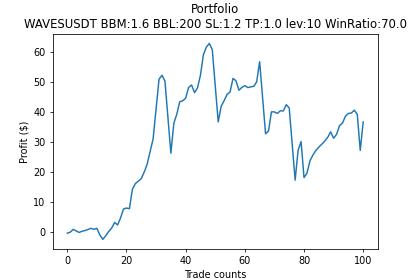 Portfolio
WAVESUSDT BBM:1.6 BBL:200 SL:1.2 TP:1.0 lev:10 WinRatio:70.0
Profit ($)
60
50
40
30
20
10
0
0 20 40 60 80 100
Trade counts